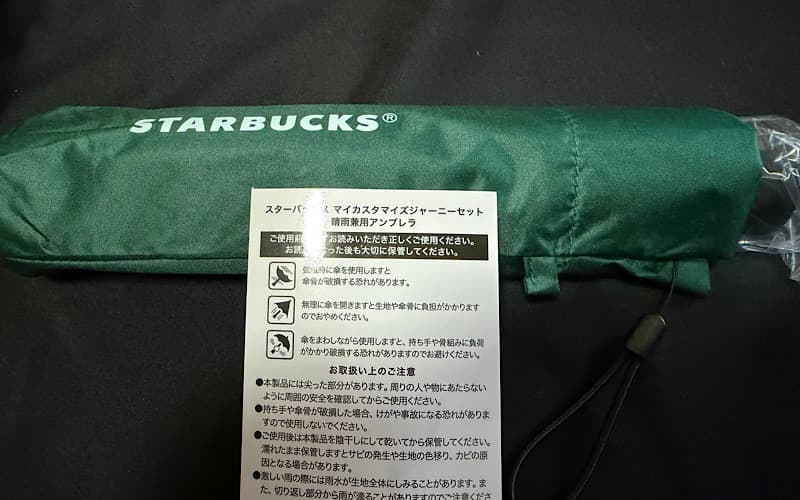 STARBUCKS®
スターバックス マイカスタマイズジャーニーセット
晴雨兼用アンブレラ
ご使用前に お読みいただき正しくご使用ください。
お読みになった後も大切に保管してください。
強風時に傘を使用しますと
傘骨が破損する恐れがあります。
無理に傘を開きますと生地や傘骨に負担がかかります
のでおやめください。
傘をまわしながら使用しますと、持ち手や骨組みに負荷
がかかり破損する恐れがありますのでお避けください。
お取扱い上のご注意
●本製品には尖った部分があります。周りの人や物にあたらない
ように周囲の安全を確認してからご使用ください。
●持ち手や傘骨が破損した場合、けがや事故になる恐れがありま
すので使用しないでください。
●ご使用後は本製品を陰干しにして乾いてから保管してください。
濡れたまま保管しますとサビの発生や生地の色移り、カビの原
因となる場合があります。
●激しい雨の際には雨水が生地全体にしみることがあります。ま
た、切り返し部分から雨が滲ることがありますのでご注意くださ